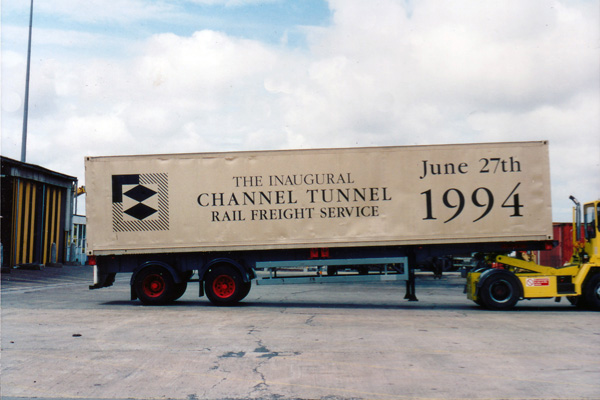 THE INAUGURAL
CHANNEL TUNNEL
RAIL FREIGHT SERVICE
June 27th
1994